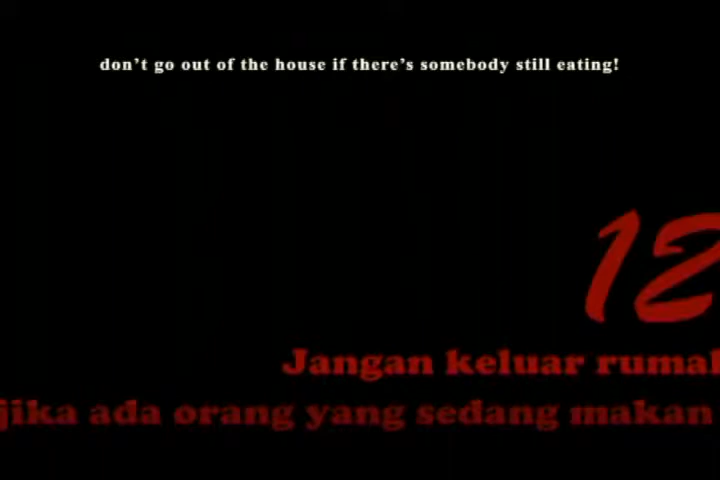 don't go out of the house if there's somebody still eating!
12
Jangan keluar rumah
jika ada orang yang sedang makan